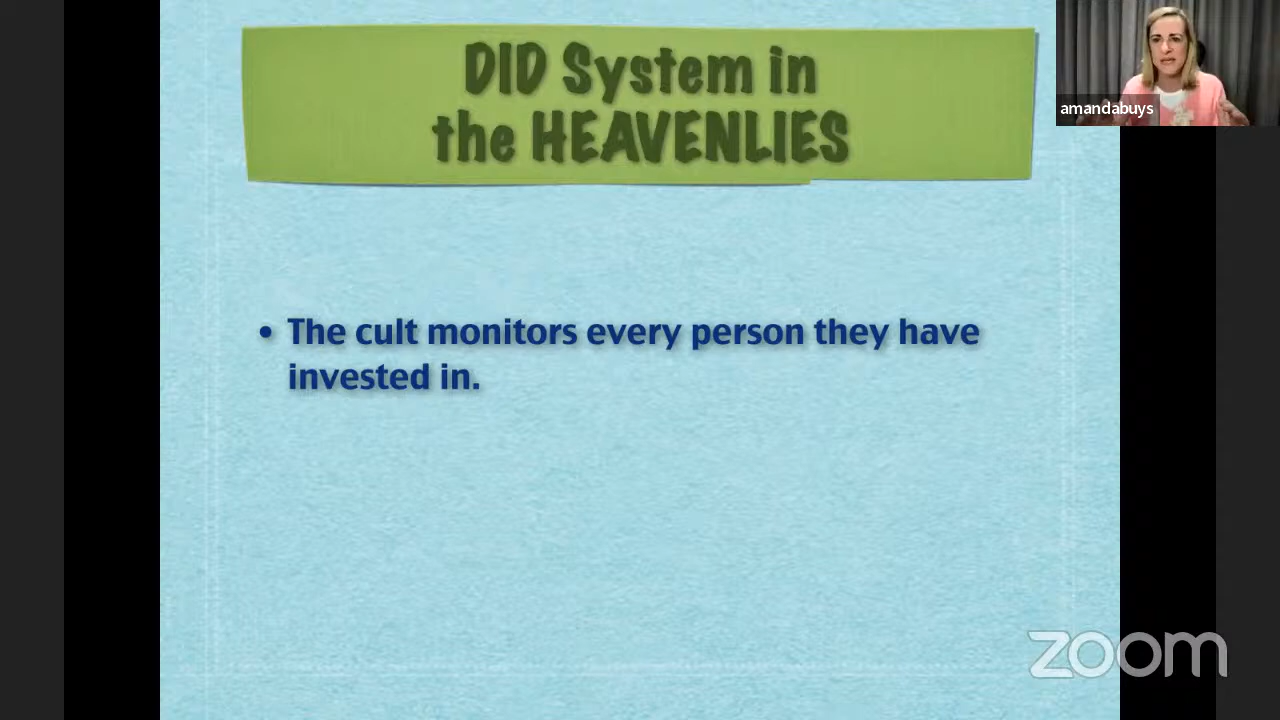 DID System in
the HEAVENLIES
amandabuys
• The cult monitors every person they have
invested in.
zoom